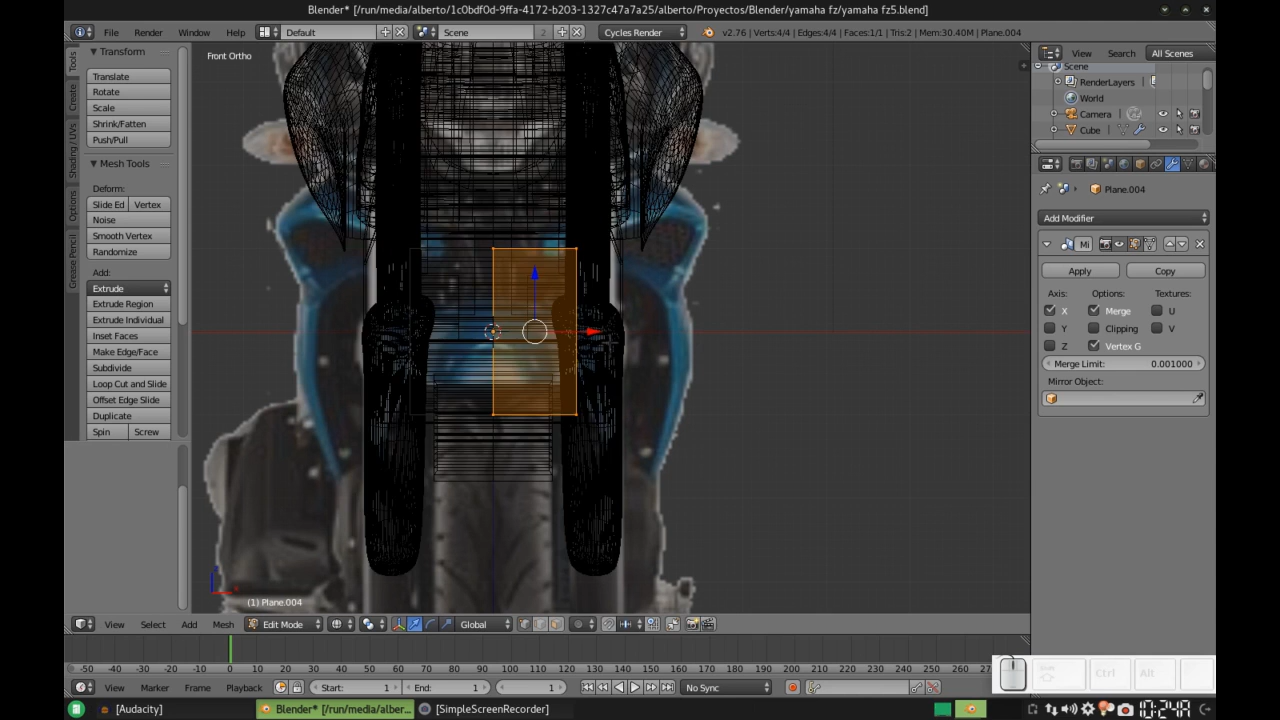 Blender* [/run/media/alberto/1c0bdf0d-9ffa-4172-b203-1327c47a7a25/alberto/Proyectos/Blender/yamaha fz/yamaha fz5.blend]
File Render Window Help Default Scene 2 Cycles Render v2.76 | Verts:4/4 | Edges:4/4 | Faces:1/1 | Tris:2 | Mem:30.40M | Plane.004
Tools
Create
Shading / UVs
Options
Grease Pencil
Transform
Translate
Rotate
Scale
Shrink/Fatten
Push/Pull
Mesh Tools
Deform:
Slide Ed Vertex
Noise
Smooth Vertex
Randomize
Add:
Extrude
Extrude Region
Extrude Individual
Inset Faces
Make Edge/Face
Subdivide
Loop Cut and Slide
Offset Edge Slide
Duplicate
Spin Screw
Front Ortho
(1) Plane.004
View Search All Scenes
Scene
RenderLayers
World
Camera
Cube
Plane.004
Add Modifier
Mi
Apply Copy
Axis: Options: Textures:
X Merge U
Y Clipping V
Z Vertex G
Merge Limit: 0.001000
Mirror Object:
View Select Add Mesh Edit Mode Global
-50 -40 -30 -20 -10 0 10 20 30 40 50 60 70 80 90 100 110 120 130 140 150 160 170 180 190 200 210 220 230 240 250 260
View Marker Frame Playback Start: 1 End: 1 1 No Sync
Ctrl Alt
[Audacity] Blender* [/run/media/alber... [SimpleScreenRecorder]